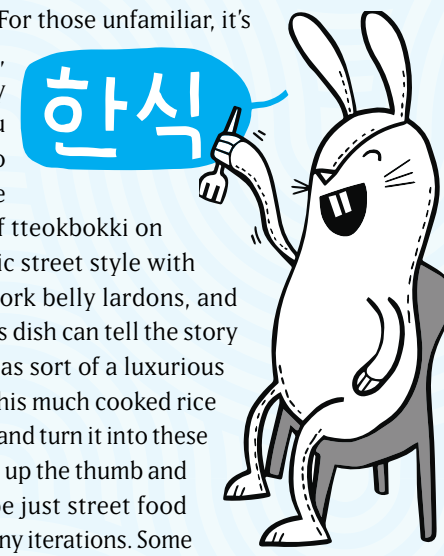 For those unfamiliar, it's
한식
f tteokbokki on
ic street style with
ork belly lardons, and
s dish can tell the story
as sort of a luxurious
his much cooked rice
and turn it into these
up the thumb and
e just street food
ny iterations. Some